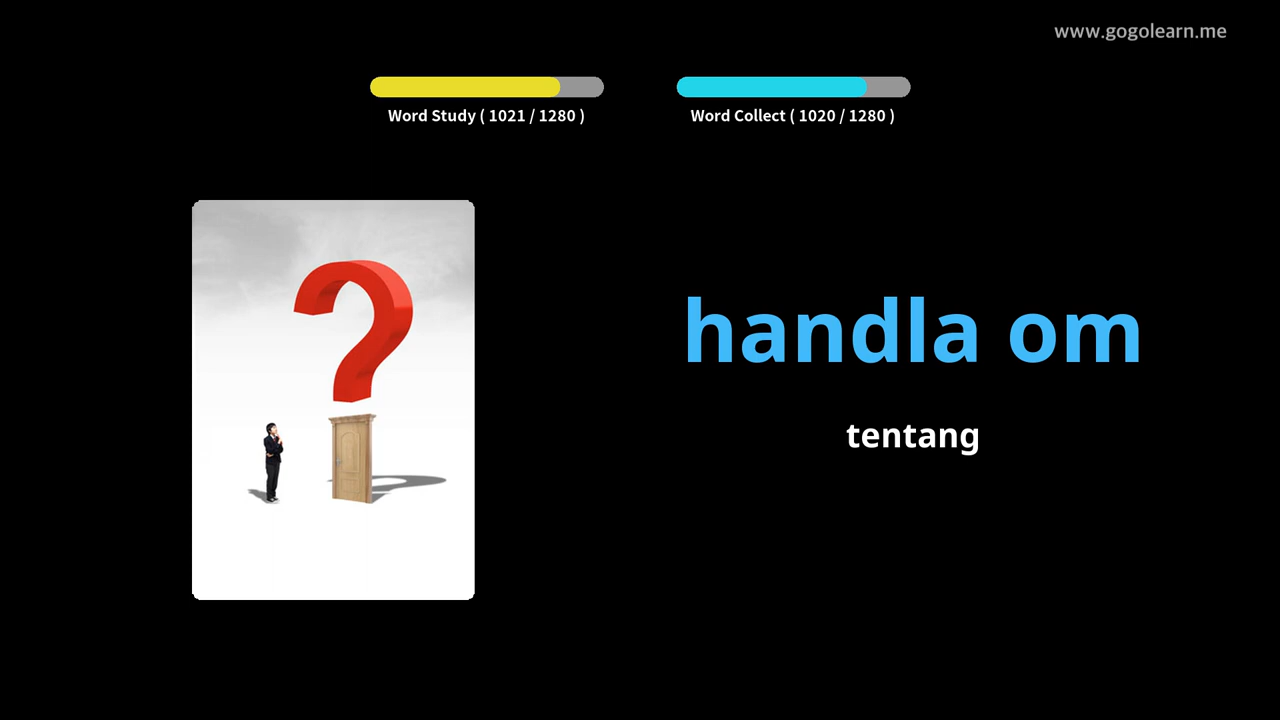 www.gogolearn.me
Word Study ( 1021 / 1280 )
Word Collect ( 1020 / 1280 )
handla om
tentang